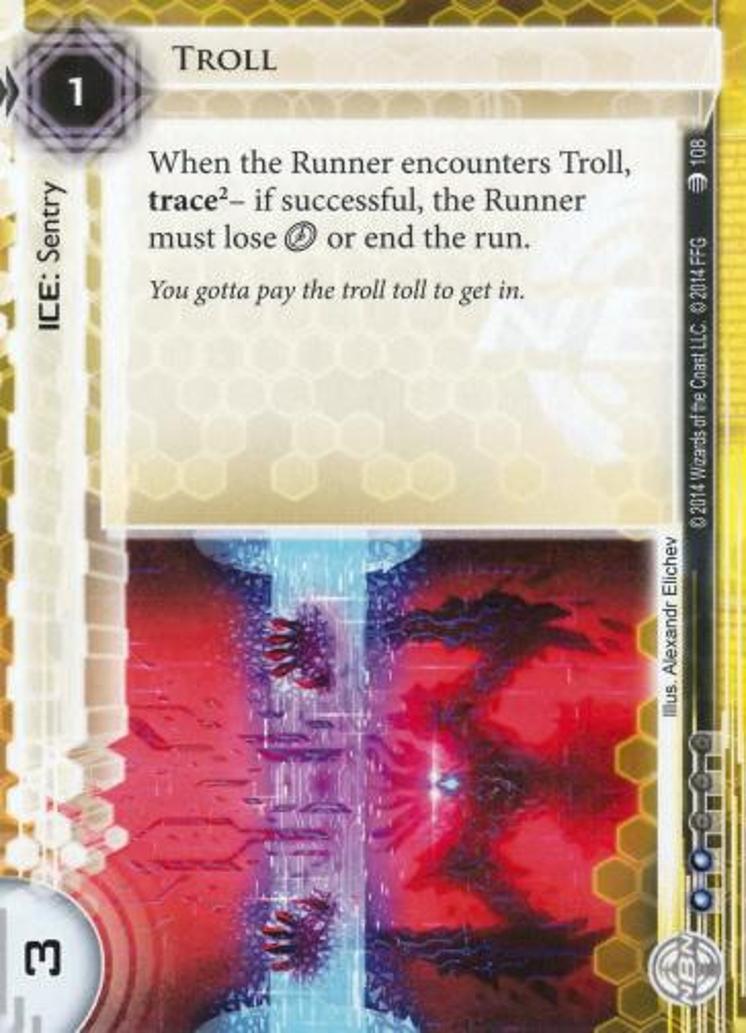 TROLL
1
ICE: Sentry
When the Runner encounters Troll,
trace²– if successful, the Runner
must lose or end the run.
You gotta pay the troll toll to get in.
108
© 2014 Wizards of the Coast LLC. © 2014 FFG
Illus. Alexandr Elichev
3
NBN